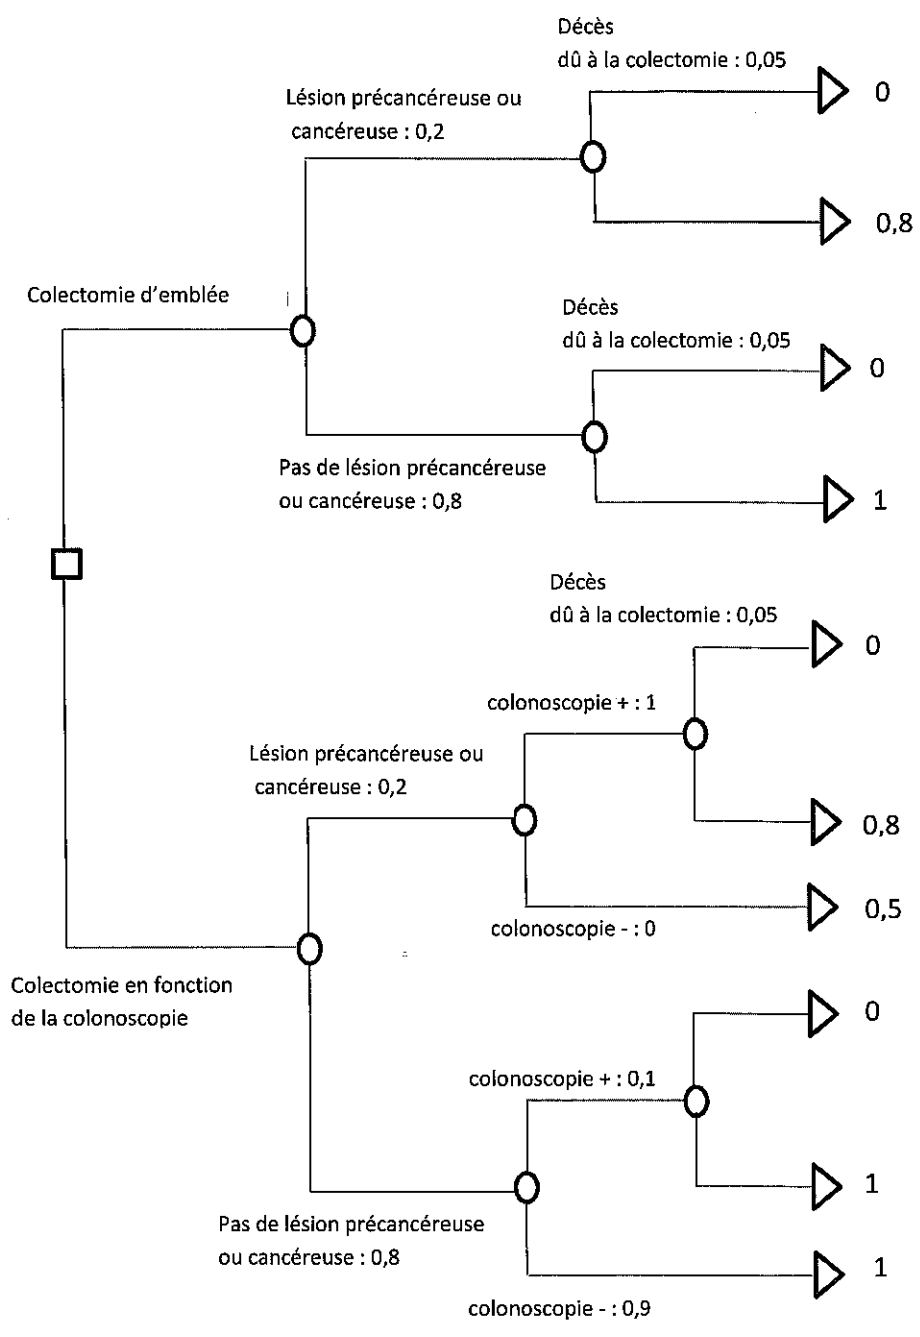 Décès
dû à la colectomie : 0,05
0
Lésion précancéreuse ou
cancéreuse : 0,2
0,8
Colectomie d'emblée
Décès
dû à la colectomie : 0,05
0
Pas de lésion précancéreuse
ou cancéreuse : 0,8
1
Décès
dû à la colectomie : 0,05
0
colonoscopie + : 1
Lésion précancéreuse ou
cancéreuse : 0,2
0,8
0,5
colonoscopie - : 0
Colectomie en fonction
de la colonoscopie
0
colonoscopie + : 0,1
1
Pas de lésion précancéreuse
ou cancéreuse : 0,8
1
colonoscopie - : 0,9